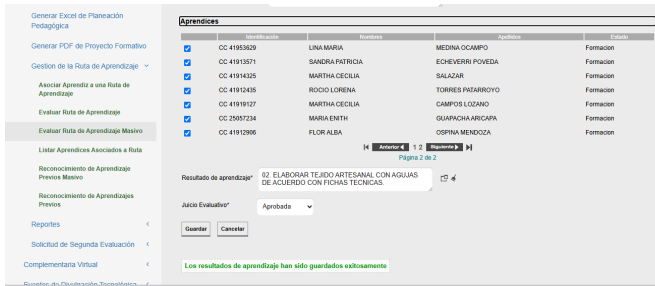 Generar Excel de Planeación
Pedagógica
Generar PDF de Proyecto Formativo
Gestion de la Ruta de Aprendizaje
Asociar Aprendiz a una Ruta de
Aprendizaje
Evaluar Ruta de Aprendizaje
Evaluar Ruta de Aprendizaje Masivo
Listar Aprendices Asociados a Ruta
Reconocimiento de Aprendizaje
Previos Masivo
Reconocimiento de Aprendizajes
Previos
Reportes
Solicitud de Segunda Evaluación
Complementaria Virtual
Eventos de Divulgación Tecnológica
Aprendices
Identificación Nombres Apellidos Estado
CC 41953629 LINA MARIA MEDINA OCAMPO Formacion
CC 41913571 SANDRA PATRICIA ECHEVERRI POVEDA Formacion
CC 41914325 MARTHA CECILIA SALAZAR Formacion
CC 41912435 ROCIO LORENA TORRES PATARROYO Formacion
CC 41919127 MARTHA CECILIA CAMPOS LOZANO Formacion
CC 25057234 MARIA ENITH GUAPACHA ARICAPA Formacion
CC 41912906 FLOR ALBA OSPINA MENDOZA Formacion
Anterior 1 2 Siguiente
Página 2 de 2
Resultado de aprendizaje* 02. ELABORAR TEJIDO ARTESANAL CON AGUJAS
DE ACUERDO CON FICHAS TECNICAS.
Juicio Evaluativo* Aprobada
Guardar Cancelar
Los resultados de aprendizaje han sido guardados exitosamente